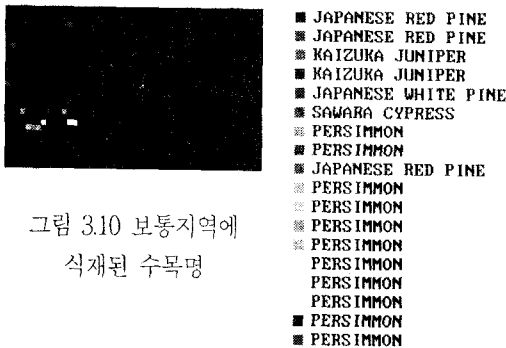 JAPANESE RED PINE
JAPANESE RED PINE
KAIZUKA JUNIPER
KAIZUKA JUNIPER
JAPANESE WHITE PINE
SAWARA CYPRESS
PERSIMMON
PERSIMMON
JAPANESE RED PINE
PERSIMMON
PERSIMMON
PERSIMMON
PERSIMMON
PERSIMMON
PERSIMMON
PERSIMMON
PERSIMMON
PERSIMMON
그림 3.10 보통지역에
식재된 수목명